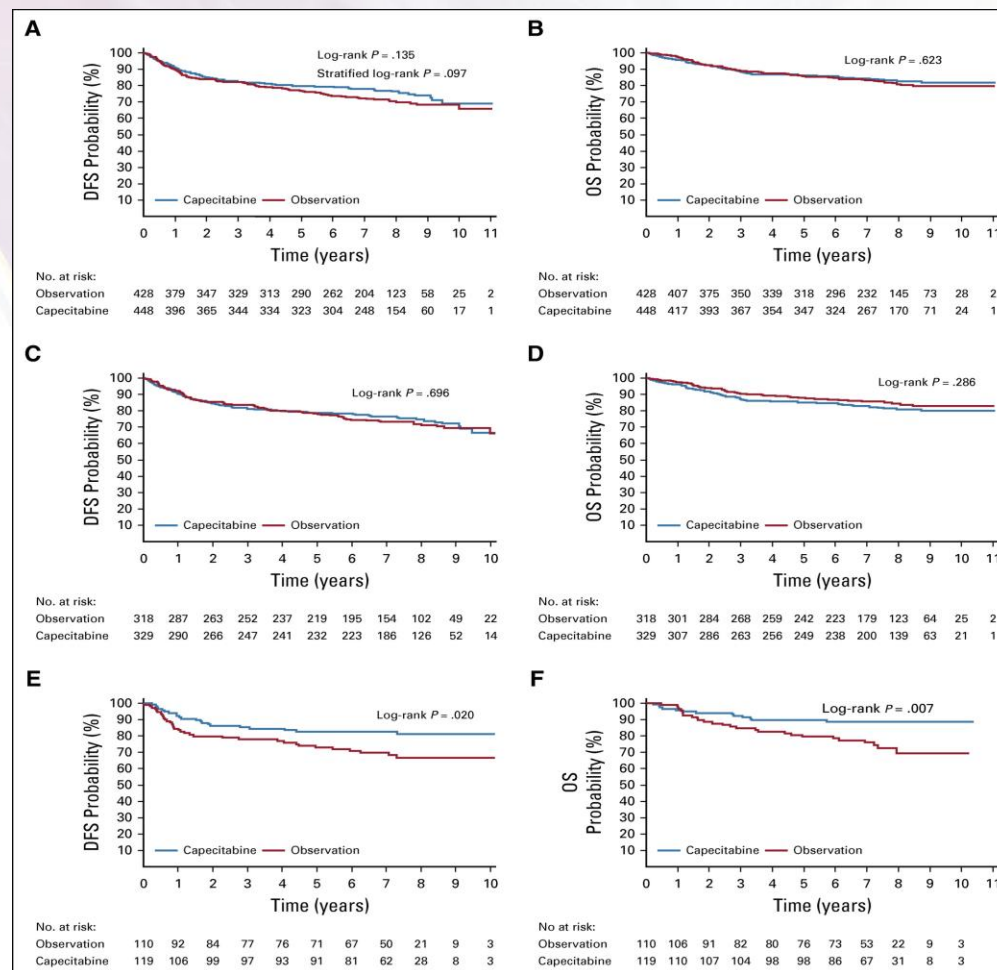 A
DFS Probability (%)
100
90
80
70
60
50
40
30
20
10
Log-rank P = .135
Stratified log-rank P = .097
Capecitabine Observation
0 1 2 3 4 5 6 7 8 9 10 11
Time (years)
No. at risk:
Observation 428 379 347 329 313 290 262 204 123 58 25 2
Capecitabine 448 396 365 344 334 323 304 248 154 60 17 1
B
OS Probability (%)
100
90
80
70
60
50
40
30
20
10
Log-rank P = .623
Capecitabine Observation
0 1 2 3 4 5 6 7 8 9 10 11
Time (years)
No. at risk:
Observation 428 407 375 350 339 318 296 232 145 73 28 2
Capecitabine 448 417 393 367 354 347 324 267 170 71 24 1
C
DFS Probability (%)
100
90
80
70
60
50
40
30
20
10
Log-rank P = .696
Capecitabine Observation
0 1 2 3 4 5 6 7 8 9 10
Time (years)
No. at risk:
Observation 318 287 263 252 237 219 195 154 102 49 22
Capecitabine 329 290 266 247 241 232 223 186 126 52 14
D
OS Probability (%)
100
90
80
70
60
50
40
30
20
10
Log-rank P = .286
Capecitabine Observation
0 1 2 3 4 5 6 7 8 9 10 11
Time (years)
No. at risk:
Observation 318 301 284 268 259 242 223 179 123 64 25 2
Capecitabine 329 307 286 263 256 249 238 200 139 63 21 1
E
DFS Probability (%)
100
90
80
70
60
50
40
30
20
10
Log-rank P = .020
Capecitabine Observation
0 1 2 3 4 5 6 7 8 9 10
Time (years)
No. at risk:
Observation 110 92 84 77 76 71 67 50 21 9 3
Capecitabine 119 106 99 97 93 91 81 62 28 8 3
F
OS
Probability (%)
100
90
80
70
60
50
40
30
20
10
Log-rank P = .007
Capecitabine Observation
0 1 2 3 4 5 6 7 8 9 10 11
Time (years)
No. at risk:
Observation 110 106 91 82 80 76 73 53 22 9 3
Capecitabine 119 110 107 104 98 98 86 67 31 8 3